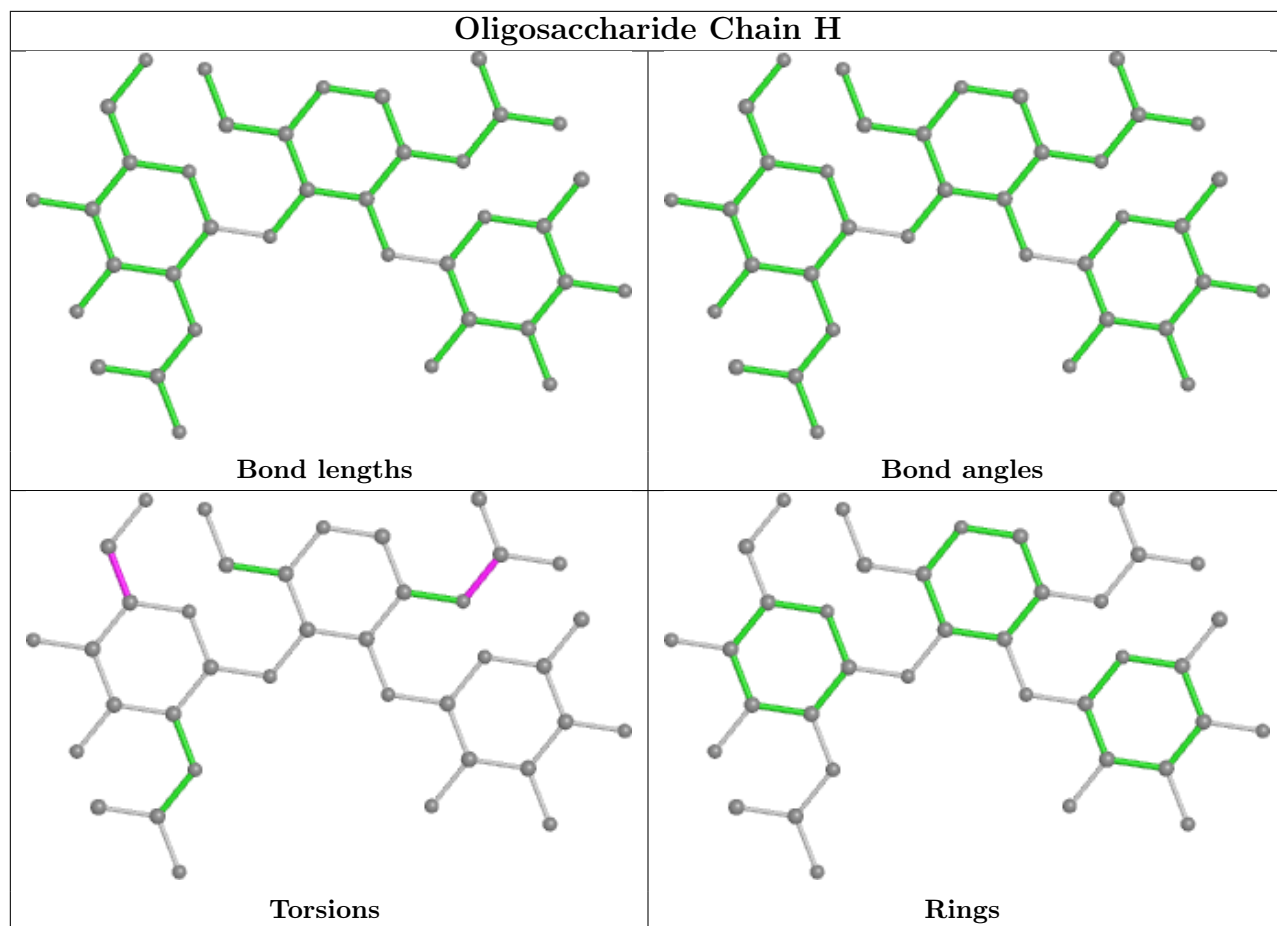 Oligosaccharide Chain H
Bond lengths
Bond angles
Torsions
Rings